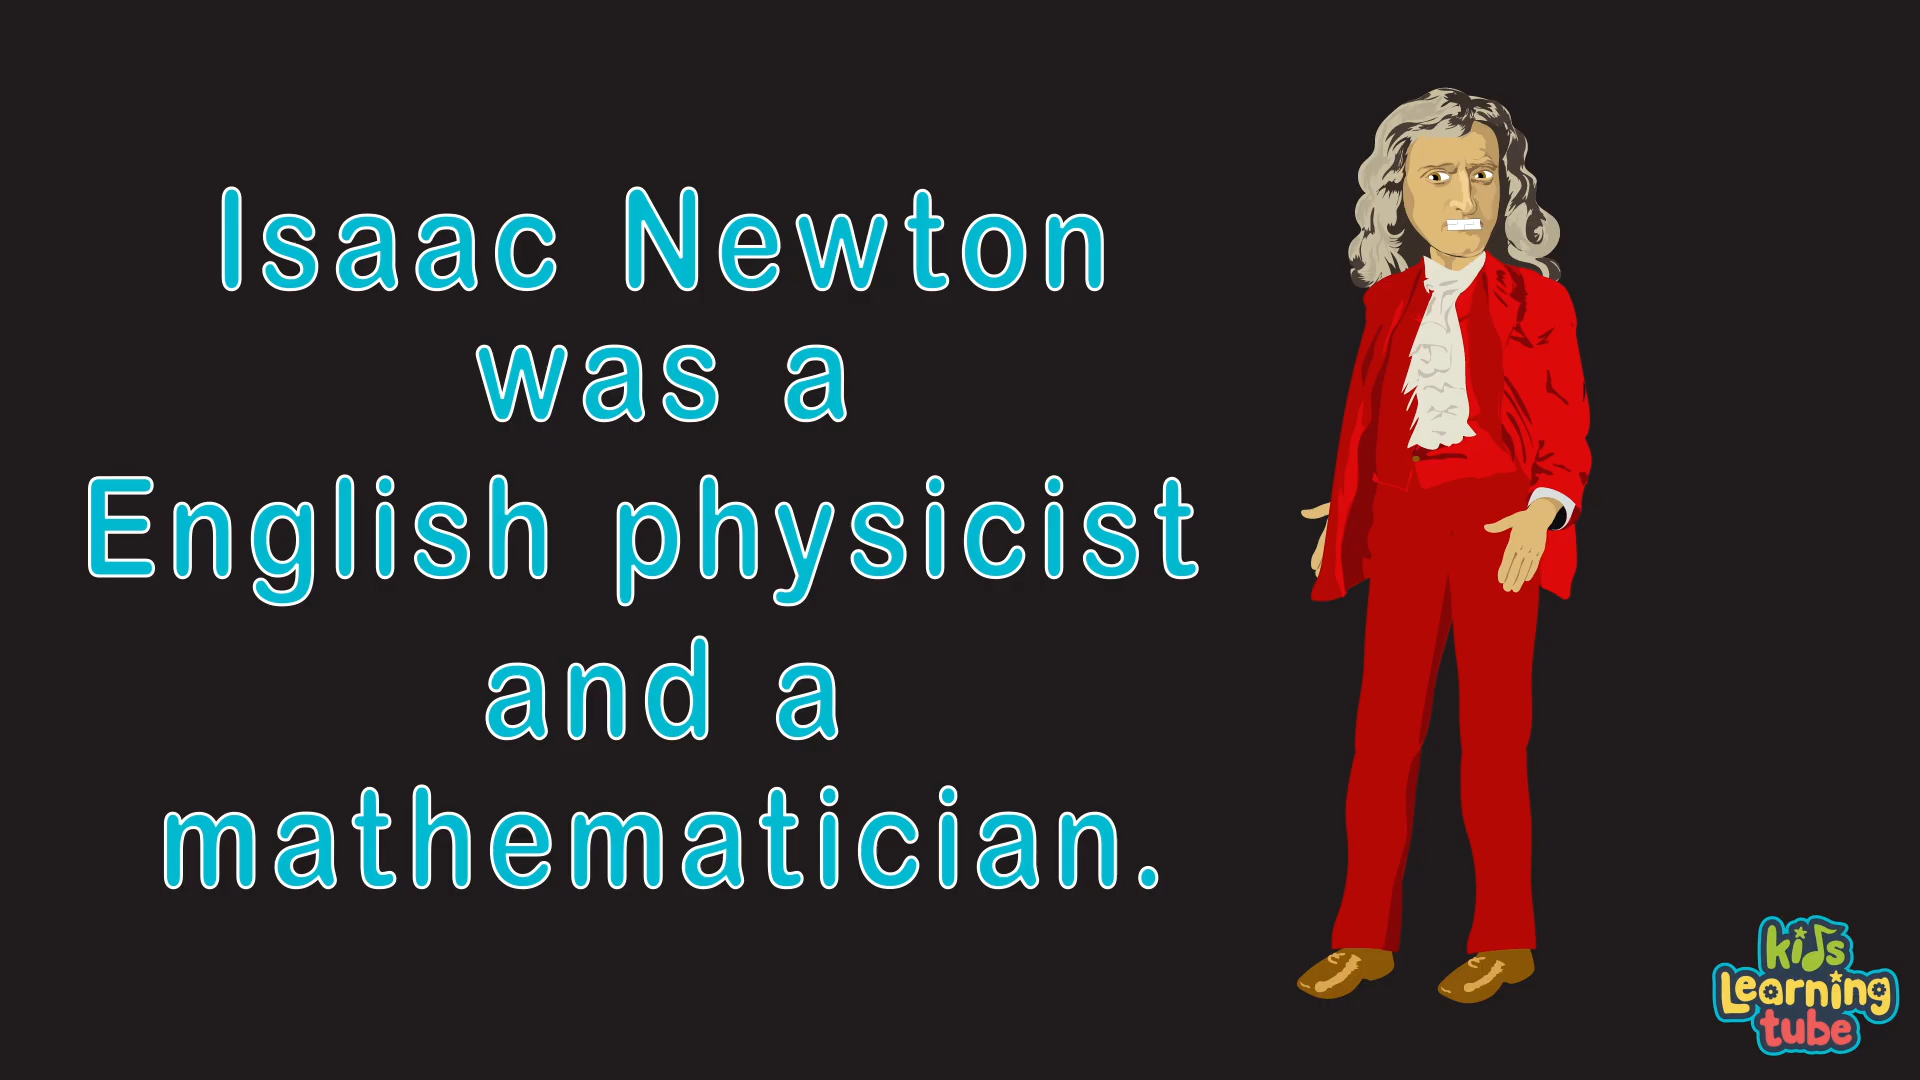 Isaac Newton
was a
English physicist
and a
mathematician.
kids
Learning
tube